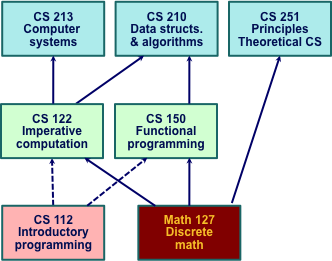 CS 213
Computer
systems
CS 210
Data structs.
& algorithms
CS 251
Principles
Theoretical CS
CS 122
Imperative
computation
CS 150
Functional
programming
CS 112
Introductory
programming
Math 127
Discrete
math